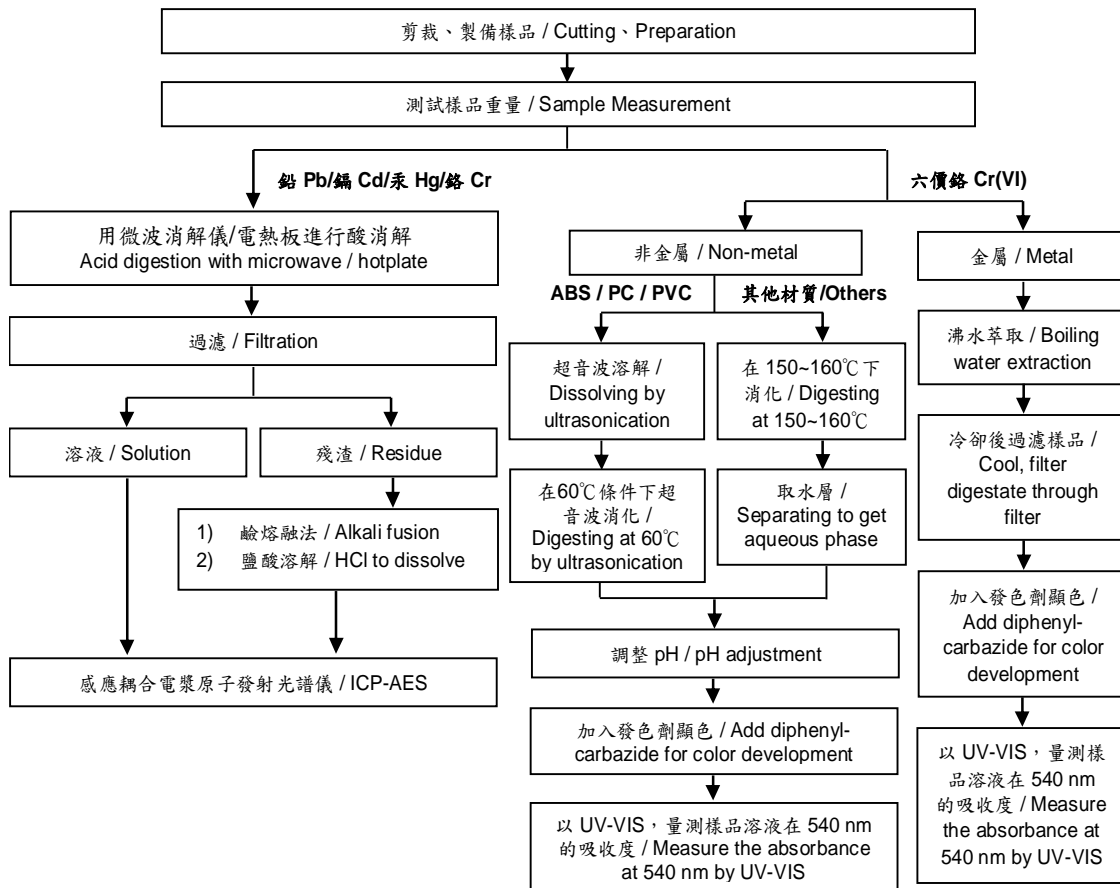 剪裁、製備樣品 / Cutting、Preparation
測試樣品重量 / Sample Measurement
鉛 Pb/鎘 Cd/汞 Hg/鉻 Cr
六價鉻 Cr(VI)
用微波消解儀/電熱板進行酸消解
Acid digestion with microwave / hotplate
過濾 / Filtration
溶液 / Solution
殘渣 / Residue
1) 鹼熔融法 / Alkali fusion
2) 鹽酸溶解 / HCl to dissolve
感應耦合電漿原子發射光譜儀 / ICP-AES
非金屬 / Non-metal
ABS / PC / PVC
其他材質/Others
超音波溶解 /
Dissolving by
ultrasonication
在60℃條件下超
音波消化 /
Digesting at 60℃
by ultrasonication
在 150~160℃下
消化 / Digesting
at 150~160℃
取水層 /
Separating to get
aqueous phase
調整 pH / pH adjustment
加入發色劑顯色 / Add diphenyl-
carbazide for color development
以 UV-VIS，量測樣品溶液在 540 nm
的吸收度 / Measure the absorbance
at 540 nm by UV-VIS
金屬 / Metal
沸水萃取 / Boiling
water extraction
冷卻後過濾樣品 /
Cool, filter
digestate through
filter
加入發色劑顯色 /
Add diphenyl-
carbazide for color
development
以 UV-VIS，量測樣
品溶液在 540 nm
的吸收度 / Measure
the absorbance at
540 nm by UV-VIS